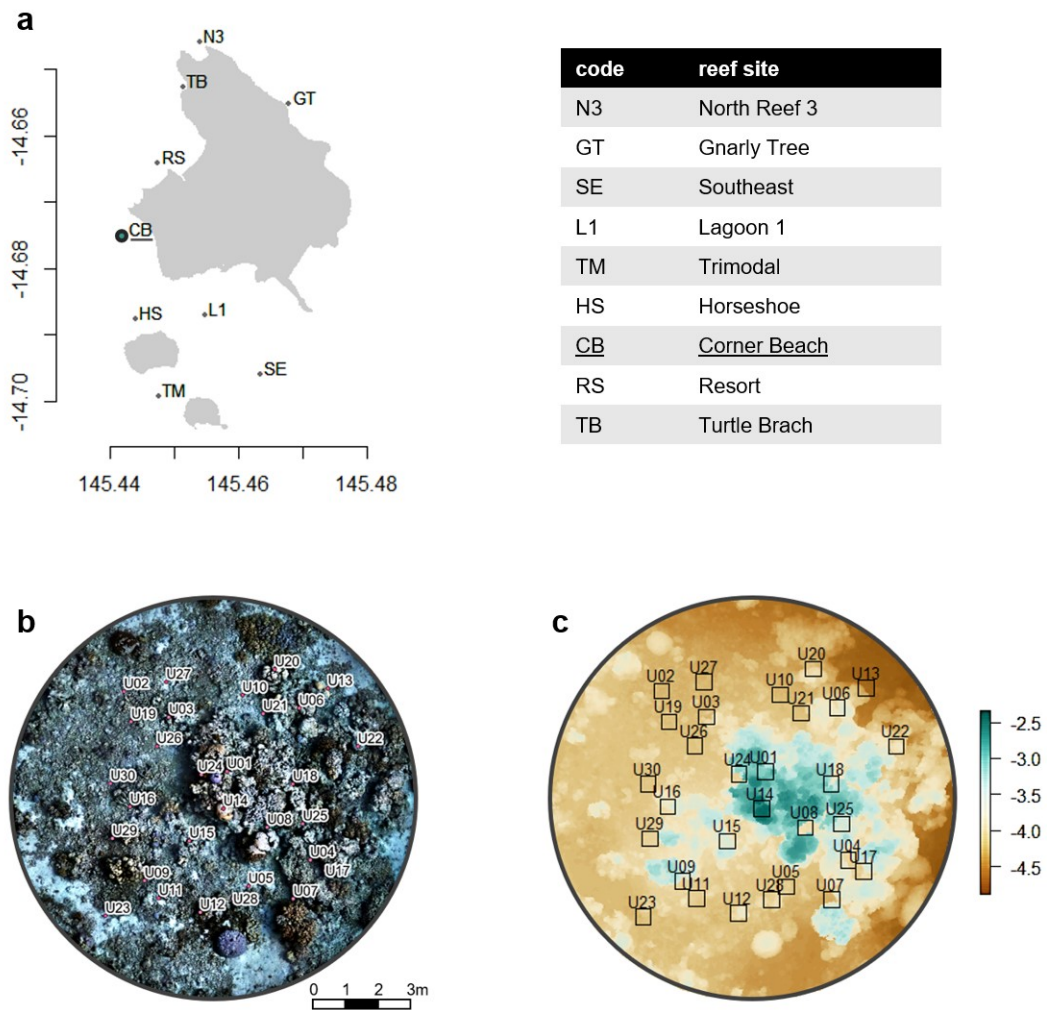 a
N3
TB
GT
RS
CB
HS
L1
SE
TM
-14.66
-14.68
-14.70
145.44 145.46 145.48
code reef site
N3 North Reef 3
GT Gnarly Tree
SE Southeast
L1 Lagoon 1
TM Trimodal
HS Horseshoe
CB Corner Beach
RS Resort
TB Turtle Brach
b
U20
U27
U02
U10
U13
U19
U03
U21
U06
U26
U22
U24
U01
U30
U18
U16
U14
U08
U25
U29
U15
U04
U17
U09
U05
U11
U28
U07
U23
U12
0 1 2 3m
c
U20
U27
U02
U10
U13
U19
U03
U21
U06
U26
U22
U24
U01
U30
U18
U16
U14
U08
U25
U29
U15
U04
U17
U09
U05
U11
U28
U07
U23
U12
-2.5
-3.0
-3.5
-4.0
-4.5